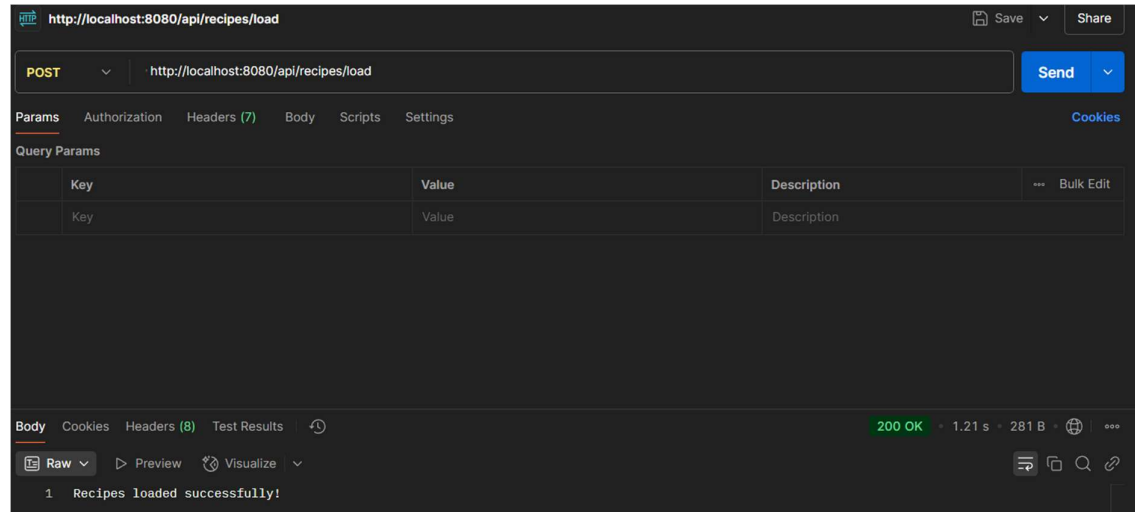 HTTP http://localhost:8080/api/recipes/load Save Share
POST http://localhost:8080/api/recipes/load Send
Params Authorization Headers (7) Body Scripts Settings Cookies
Query Params
Key Value Description Bulk Edit
Key Value Description
Body Cookies Headers (8) Test Results 200 OK • 1.21 s • 281 B
Raw Preview Visualize
1 Recipes loaded successfully!